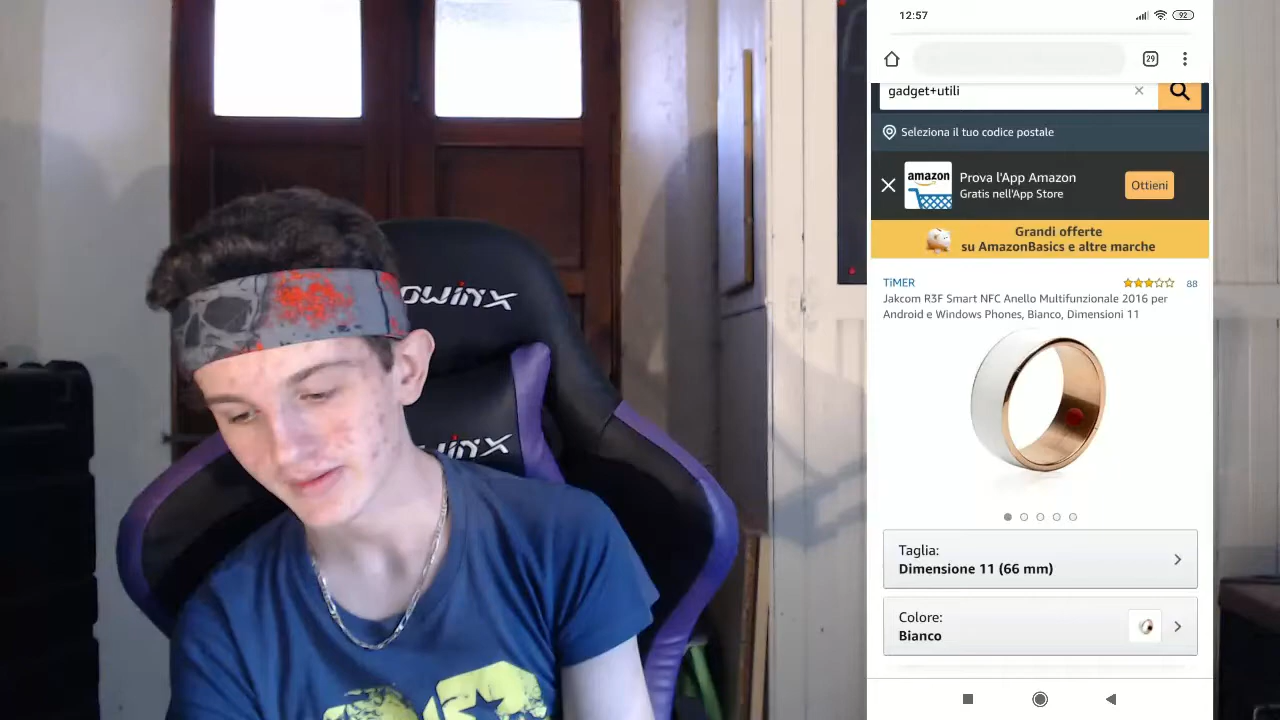 OWINX
WINX
12:57
92
29
gadget+utili
Seleziona il tuo codice postale
amazon
Prova l'App Amazon
Gratis nell'App Store
Ottieni
Grandi offerte
su AmazonBasics e altre marche
TiMER
88
Jakcom R3F Smart NFC Anello Multifunzionale 2016 per
Android e Windows Phones, Bianco, Dimensioni 11
Taglia:
Dimensione 11 (66 mm)
Colore:
Bianco